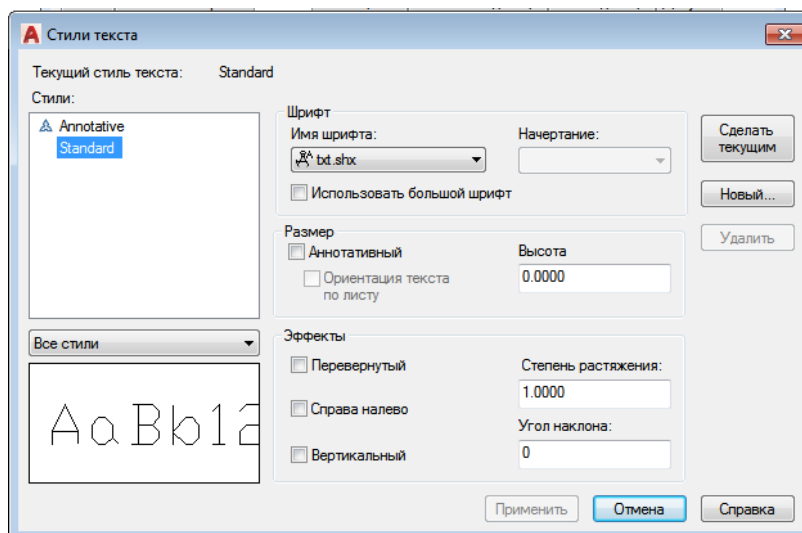 Стили текста
Текущий стиль текста: Standard
Стили:
Annotative
Standard
Все стили
AaBb12
Шрифт
Имя шрифта:
txt.shx
Начертание:
Использовать большой шрифт
Размер
Аннотативный
Ориентация текста
по листу
Высота
0.0000
Эффекты
Перевернутый
Справа налево
Вертикальный
Степень растяжения:
1.0000
Угол наклона:
0
Сделать
текущим
Новый...
Удалить
Применить
Отмена
Справка